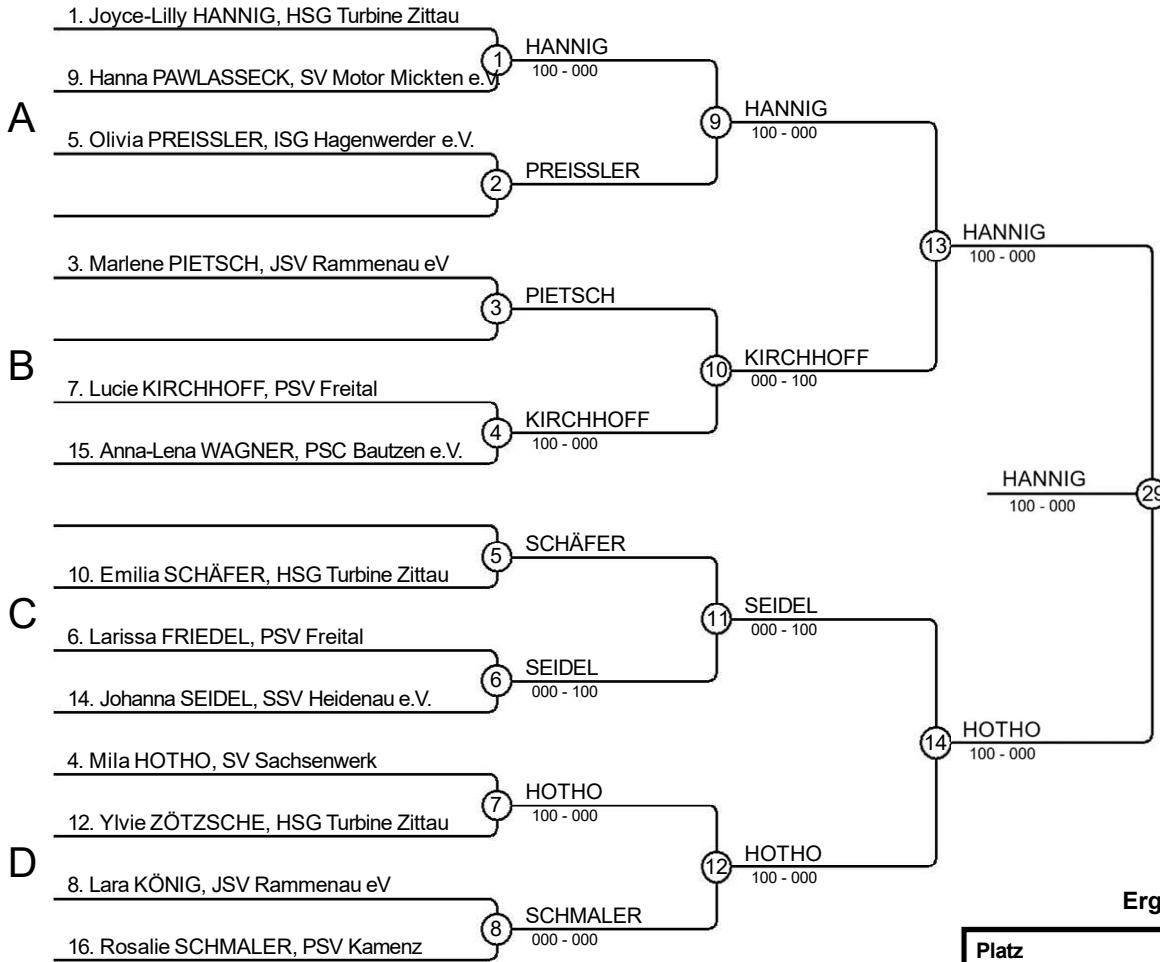 1. Joyce-Lilly HANNIG, HSG Turbine Zittau
1
HANNIG
100 - 000
9. Hanna PAWLASSECK, SV Motor Mickten e.V.
A
9
HANNIG
100 - 000
5. Olivia PREISSLER, ISG Hagenwerder e.V.
2
PREISSLER
13
HANNIG
100 - 000
3. Marlene PIETSCH, JSV Rammenau eV
3
PIETSCH
B
10
KIRCHHOFF
000 - 100
7. Lucie KIRCHHOFF, PSV Freital
4
KIRCHHOFF
100 - 000
15. Anna-Lena WAGNER, PSC Bautzen e.V.
HANNIG
100 - 000
29
5
SCHÄFER
10. Emilia SCHÄFER, HSG Turbine Zittau
C
11
SEIDEL
000 - 100
6. Larissa FRIEDEL, PSV Freital
6
SEIDEL
000 - 100
14. Johanna SEIDEL, SSV Heidenau e.V.
14
HOTHO
100 - 000
4. Mila HOTHO, SV Sachsenwerk
7
HOTHO
100 - 000
12. Ylvie ZÖTZSCHE, HSG Turbine Zittau
D
12
HOTHO
100 - 000
8. Lara KÖNIG, JSV Rammenau eV
8
SCHMALER
000 - 000
16. Rosalie SCHMALER, PSV Kamenz
Erg
Platz